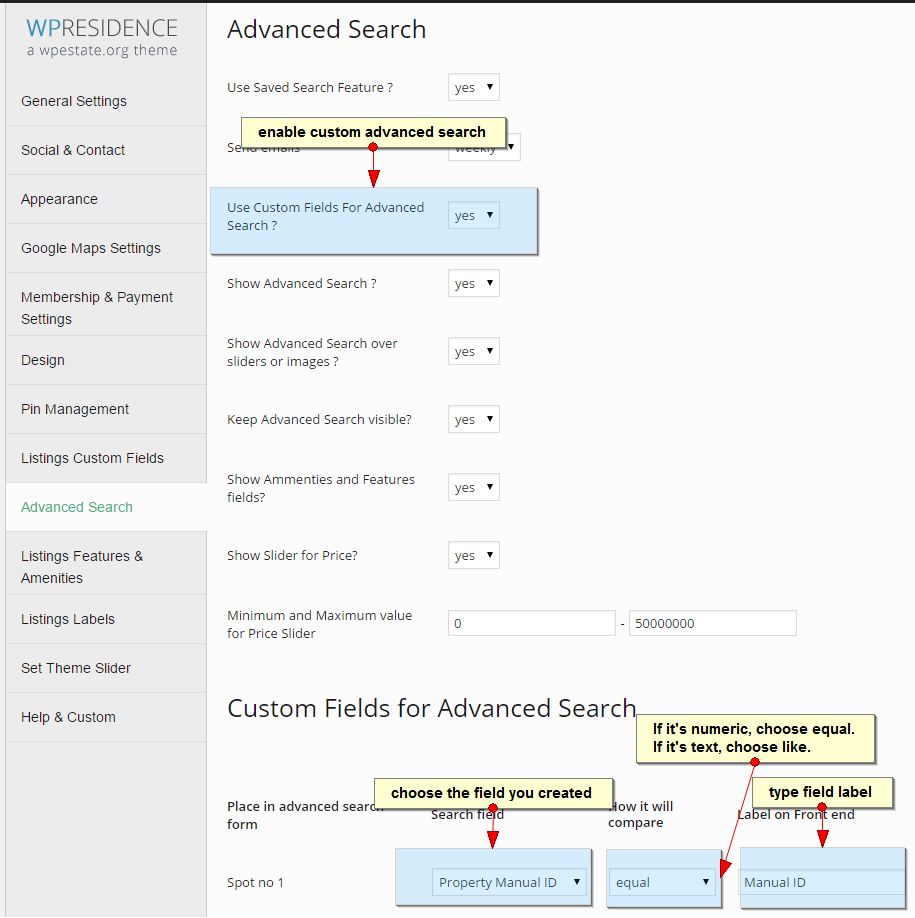 WPRESIDENCE
a wpestate.org theme
General Settings
Social & Contact
Appearance
Google Maps Settings
Membership & Payment
Settings
Design
Pin Management
Listings Custom Fields
Advanced Search
Listings Features &
Amenities
Listings Labels
Set Theme Slider
Help & Custom
Advanced Search
Use Saved Search Feature ?
yes
enable custom advanced search
Send emails
weekly
Use Custom Fields For Advanced
Search ?
yes
Show Advanced Search ?
yes
Show Advanced Search over
sliders or images ?
yes
Keep Advanced Search visible?
yes
Show Ammenties and Features
fields?
yes
Show Slider for Price?
yes
Minimum and Maximum value
for Price Slider
0 - 50000000
Custom Fields for Advanced Search
If it's numeric, choose equal.
If it's text, choose like.
choose the field you created
type field label
Place in advanced search
form
Search field
How it will
compare
Label on Front end
Spot no 1
Property Manual ID
equal
Manual ID